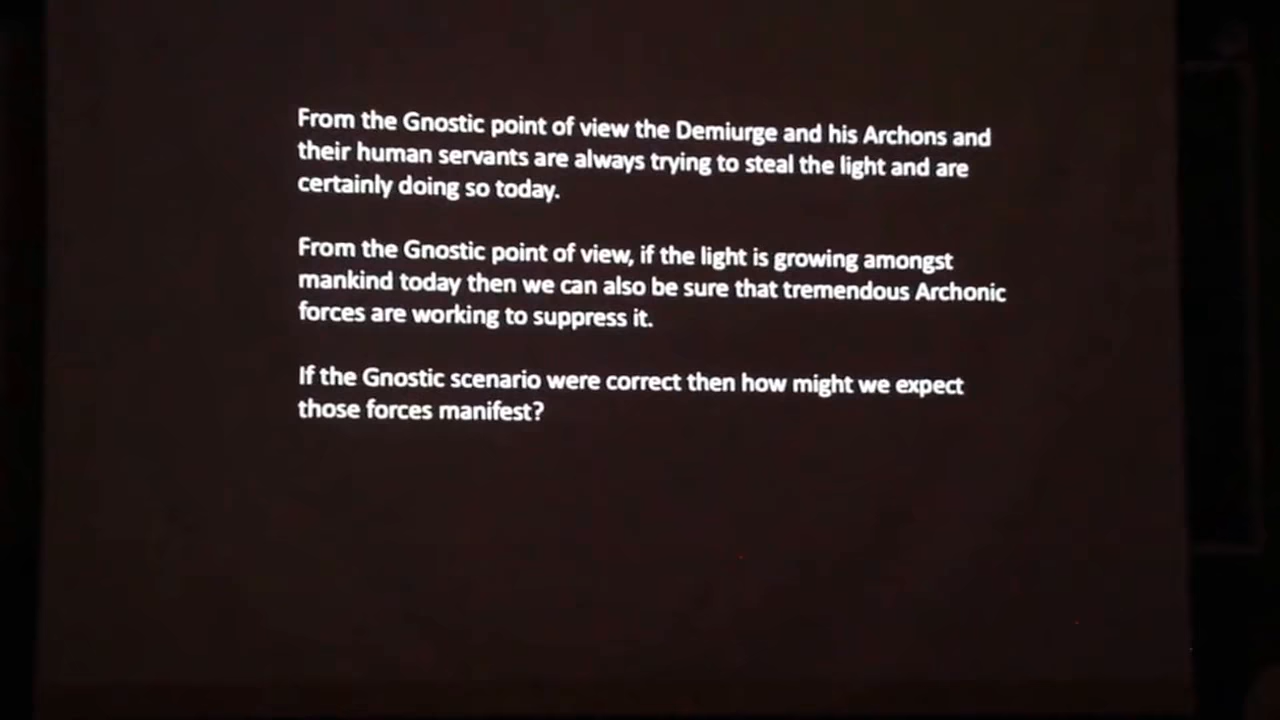 From the Gnostic point of view the Demiurge and his Archons and
their human servants are always trying to steal the light and are
certainly doing so today.
From the Gnostic point of view, if the light is growing amongst
mankind today then we can also be sure that tremendous Archonic
forces are working to suppress it.
If the Gnostic scenario were correct then how might we expect
those forces manifest?